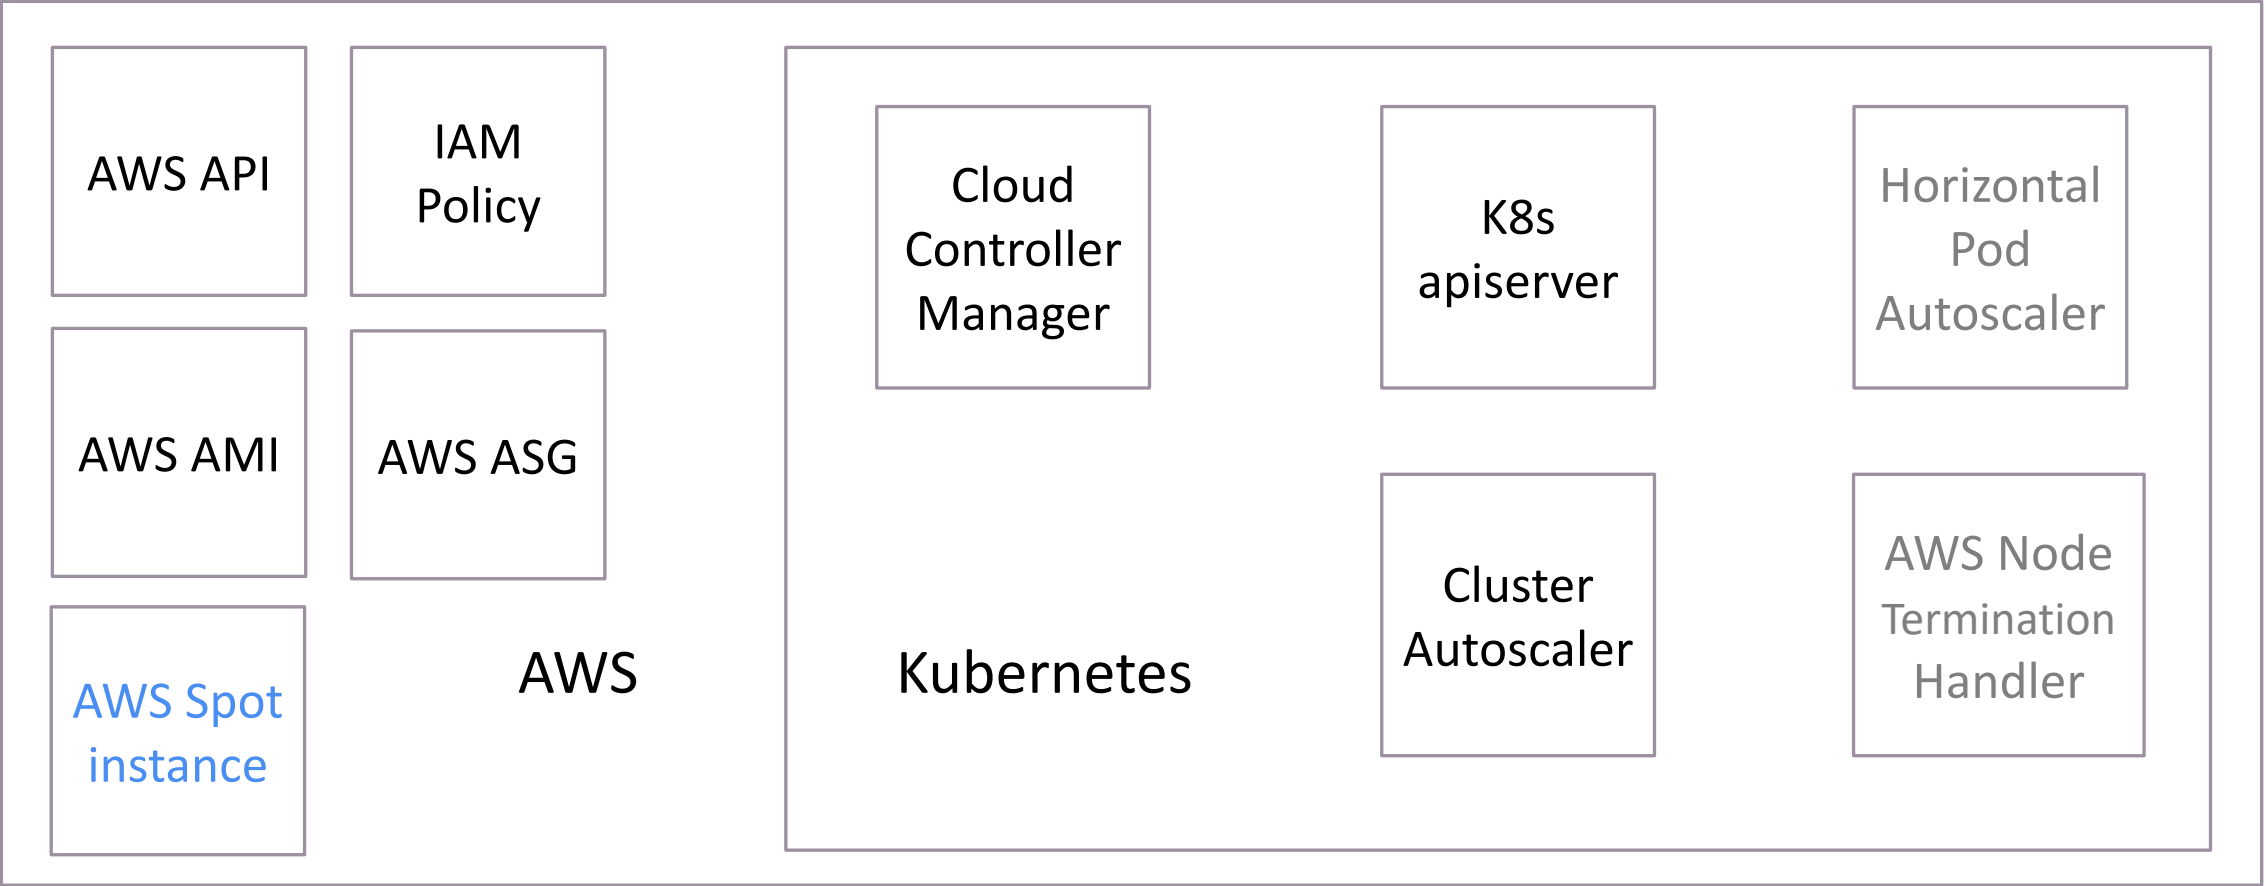 AWS API
IAM
Policy
AWS AMI
AWS ASG
AWS Spot
instance
AWS
Cloud
Controller
Manager
K8s
apiserver
Horizontal
Pod
Autoscaler
Kubernetes
Cluster
Autoscaler
AWS Node
Termination
Handler